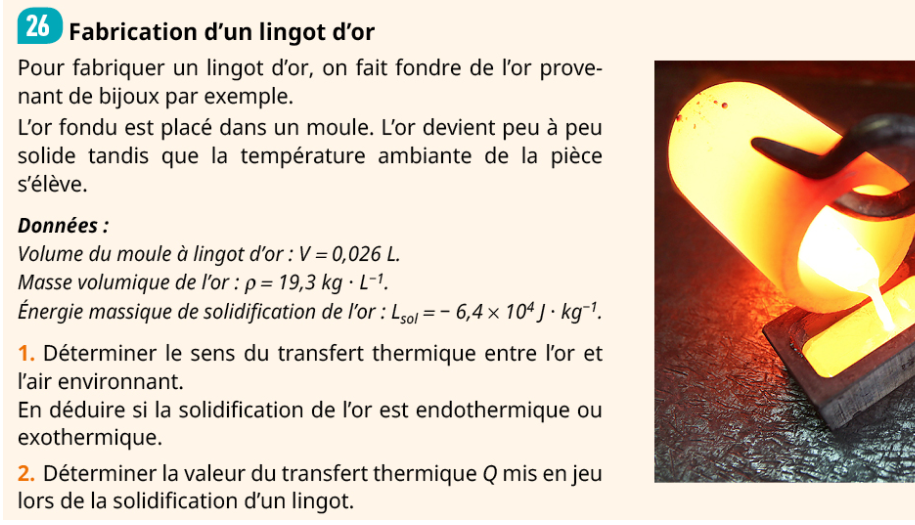 26 Fabrication d’un lingot d’or
Pour fabriquer un lingot d’or, on fait fondre de l’or prove-
nant de bijoux par exemple.
L’or fondu est placé dans un moule. L’or devient peu à peu
solide tandis que la température ambiante de la pièce
s’élève.
Données :
Volume du moule à lingot d’or : V = 0,026 L.
Masse volumique de l’or : ρ = 19,3 kg · L⁻¹.
Énergie massique de solidification de l’or : Lsol = − 6,4 × 10⁴ J · kg⁻¹.
1. Déterminer le sens du transfert thermique entre l’or et
l’air environnant.
En déduire si la solidification de l’or est endothermique ou
exothermique.
2. Déterminer la valeur du transfert thermique Q mis en jeu
lors de la solidification d’un lingot.